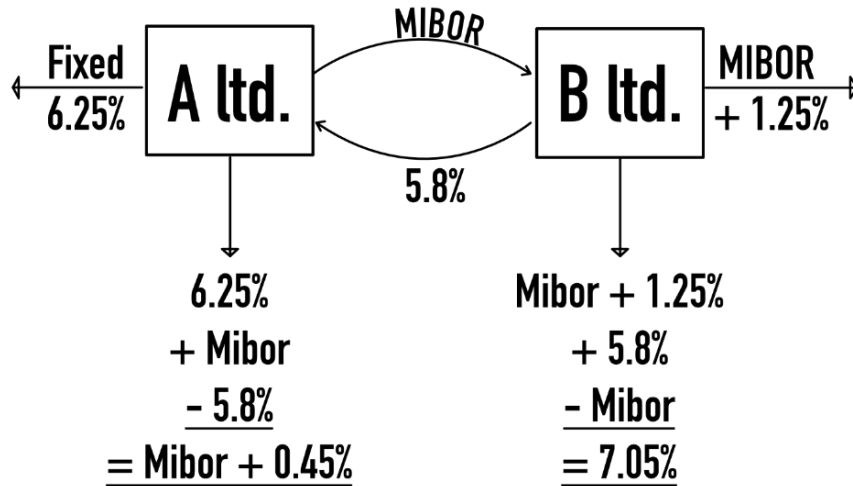 MIBOR
Fixed
6.25%
A ltd.
B ltd.
MIBOR
+ 1.25%
5.8%
6.25%
+ Mibor
- 5.8%
= Mibor + 0.45%
Mibor + 1.25%
+ 5.8%
- Mibor
= 7.05%